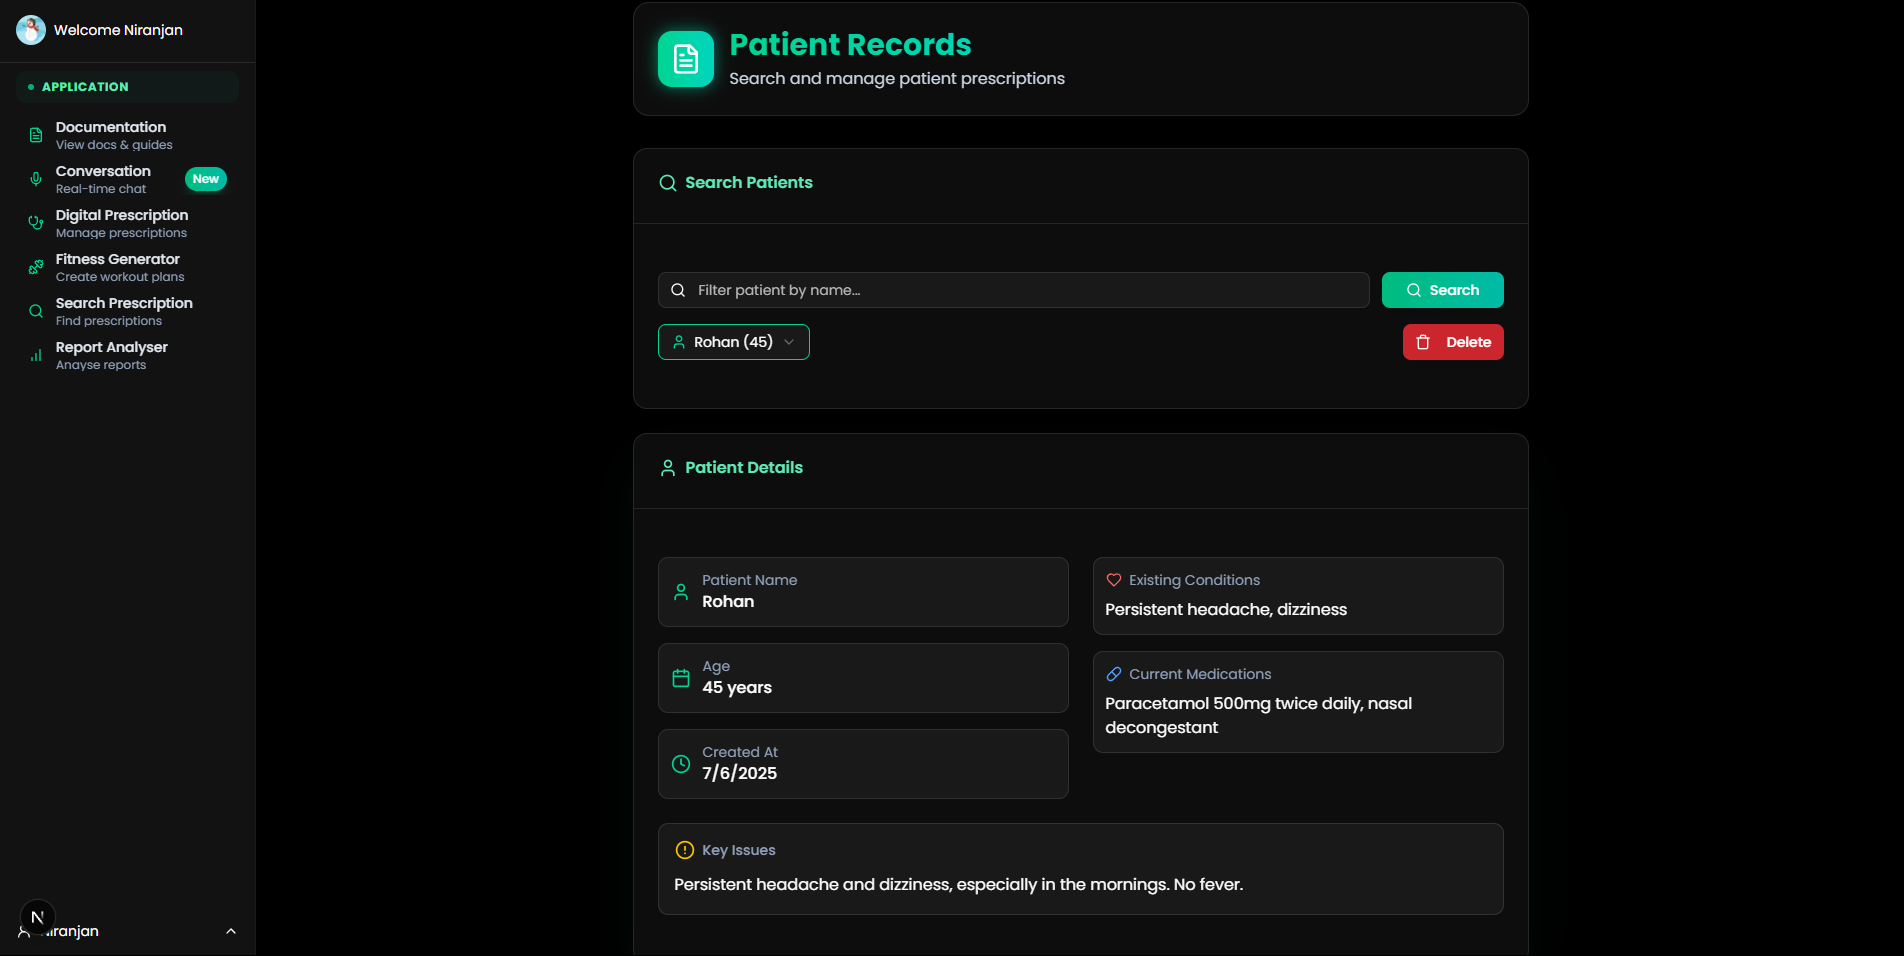 Welcome Niranjan
APPLICATION
Documentation
View docs & guides
Conversation
Real-time chat
New
Digital Prescription
Manage prescriptions
Fitness Generator
Create workout plans
Search Prescription
Find prescriptions
Report Analyser
Anayse reports
N
Niranjan
Patient Records
Search and manage patient prescriptions
Search Patients
Filter patient by name...
Search
Rohan (45)
Delete
Patient Details
Patient Name
Rohan
Age
45 years
Created At
7/6/2025
Existing Conditions
Persistent headache, dizziness
Current Medications
Paracetamol 500mg twice daily, nasal
decongestant
Key Issues
Persistent headache and dizziness, especially in the mornings. No fever.